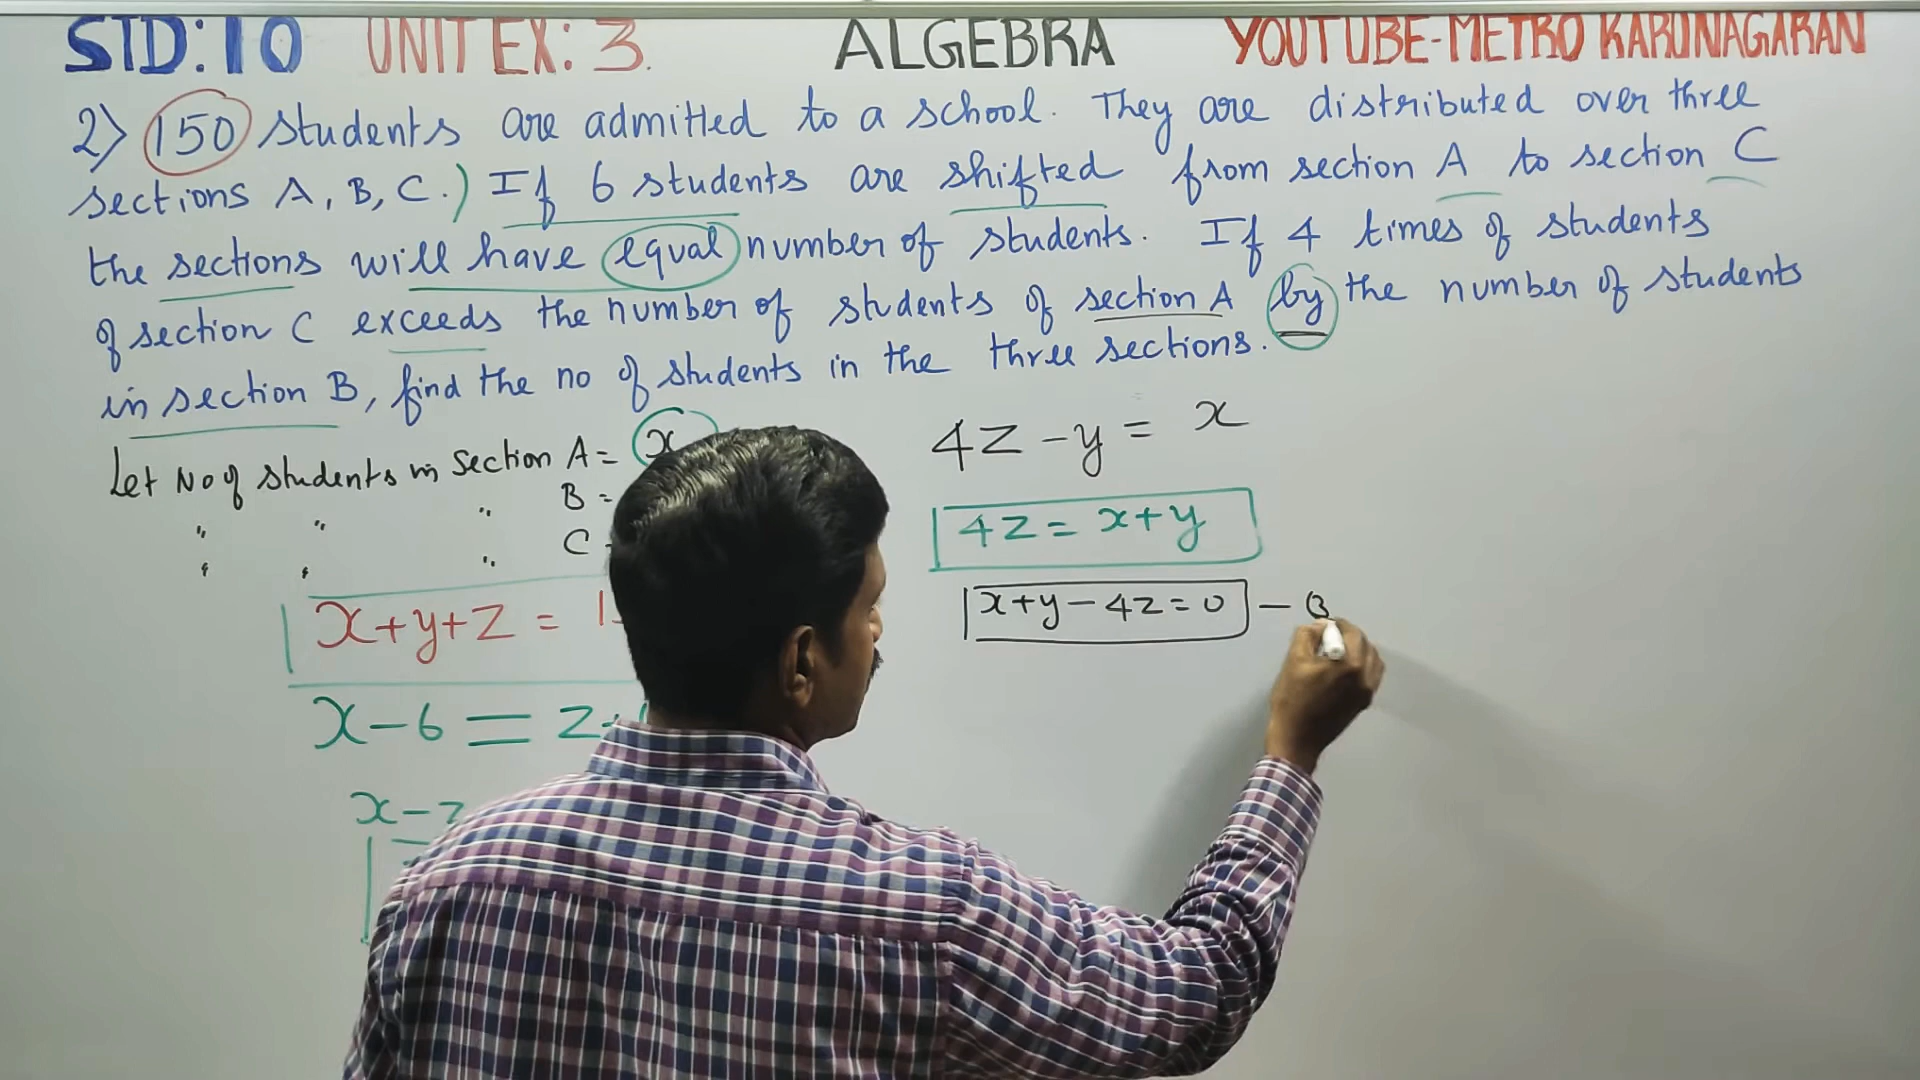 STD:10 UNIT EX: 3. ALGEBRA YOUTUBE-METRO KARUNAGARAN
2) 150 students are admitted to a school. They are distributed over three
sections A, B, C.) If 6 students are shifted from section A to section C
the sections will have equal number of students. If 4 times of students
of section C exceeds the number of students of section A by the number of students
in section B, find the no of students in the three sections.
Let No of students in section A = x
" " " B =
" " " C
x+y+z = 1
x-6 = z+
x-z
4z-y = x
4z = x+y
x+y-4z=0 -